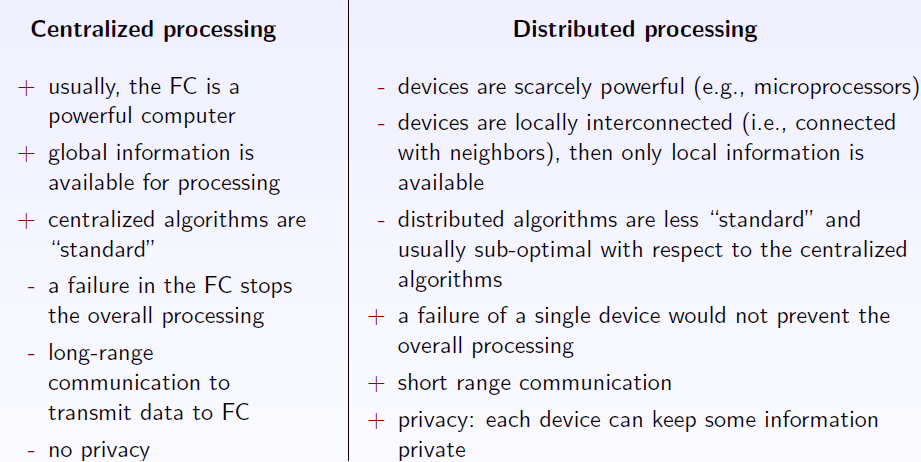 Centralized processing
+ usually, the FC is a
powerful computer
+ global information is
available for processing
+ centralized algorithms are
“standard”
- a failure in the FC stops
the overall processing
- long-range
communication to
transmit data to FC
- no privacy
Distributed processing
- devices are scarcely powerful (e.g., microprocessors)
- devices are locally interconnected (i.e., connected
with neighbors), then only local information is
available
- distributed algorithms are less “standard” and
usually sub-optimal with respect to the centralized
algorithms
+ a failure of a single device would not prevent the
overall processing
+ short range communication
+ privacy: each device can keep some information
private